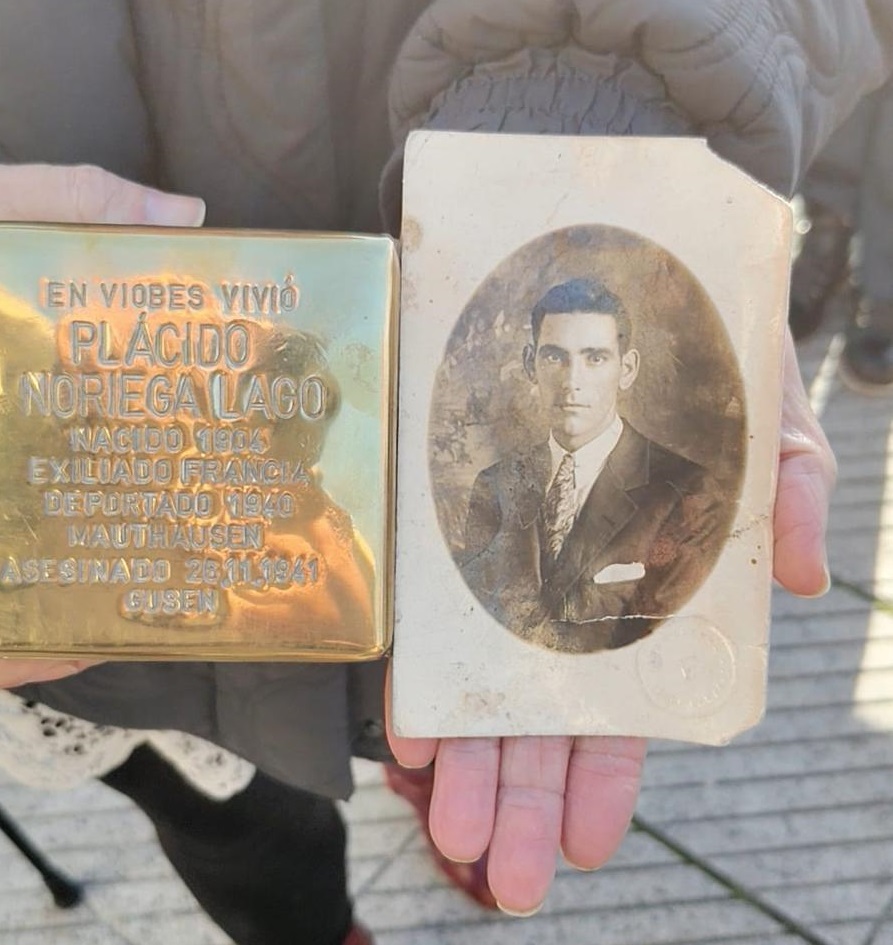 EN VIOBES VIVIÓ
PLÁCIDO
NORIEGA LAGO
NACIDO 1904
EXILIADO FRANCIA
DEPORTADO 1940
MAUTHAUSEN
ASESINADO 26.11.1941
GUSEN